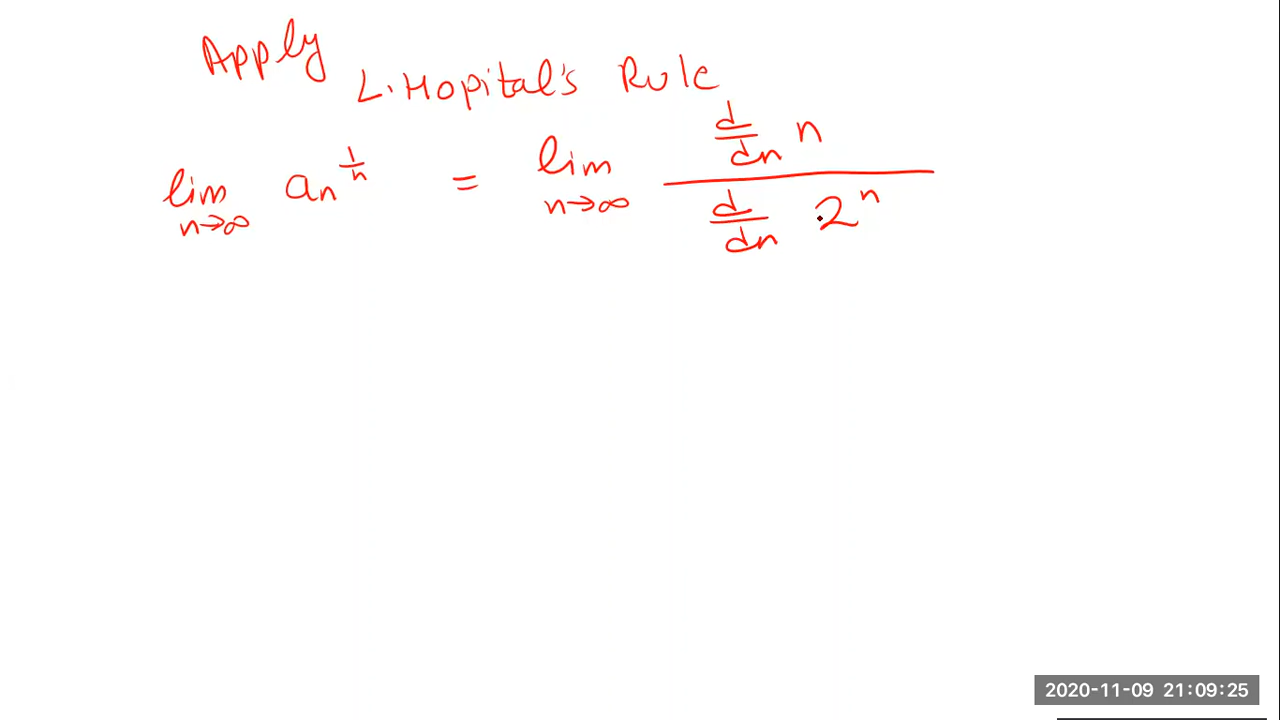 Apply
L.Hopital's Rule
lim n→∞ an^(1/n) = lim n→∞ (d/dn n) / (d/dn 2^n)
2020-11-09 21:09:25